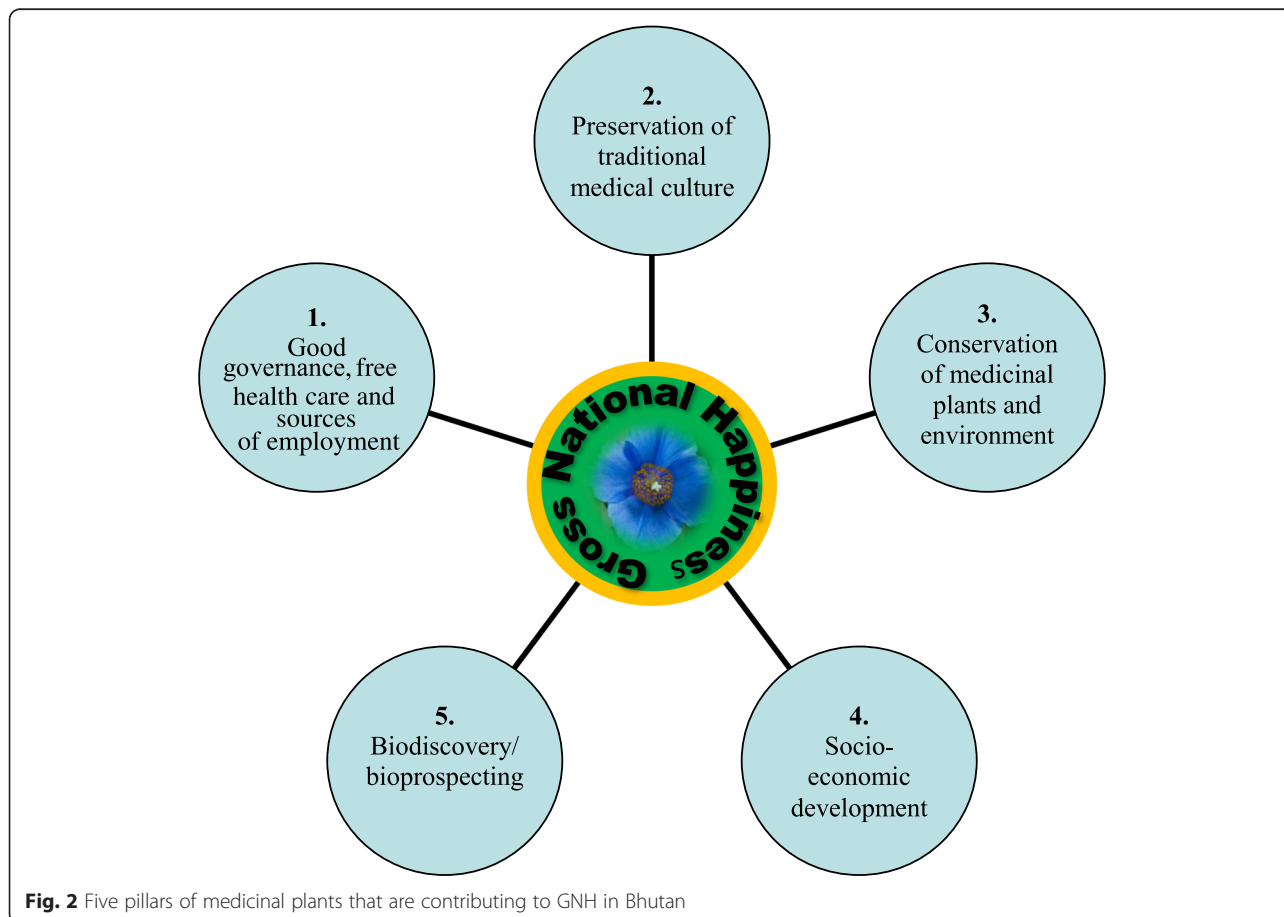 2.
Preservation of
traditional
medical culture
1.
Good
governance, free
health care and
sources
of employment
3.
Conservation
of medicinal
plants and
environment
Gross National Happiness
5.
Biodiscovery/
bioprospecting
4.
Socio-
economic
development
Fig. 2 Five pillars of medicinal plants that are contributing to GNH in Bhutan